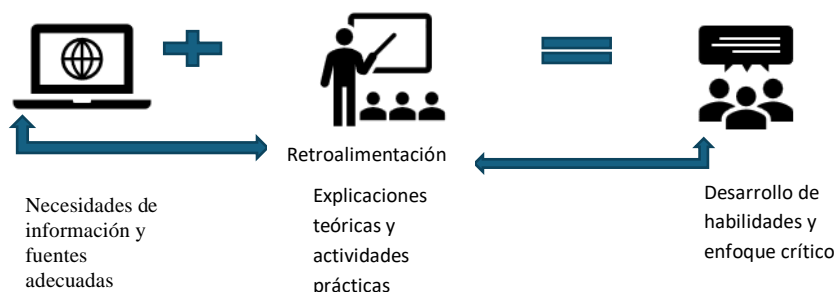 Retroalimentación
Necesidades de
información y
fuentes
adecuadas
Explicaciones
teóricas y
actividades
prácticas
Desarrollo de
habilidades y
enfoque crítico